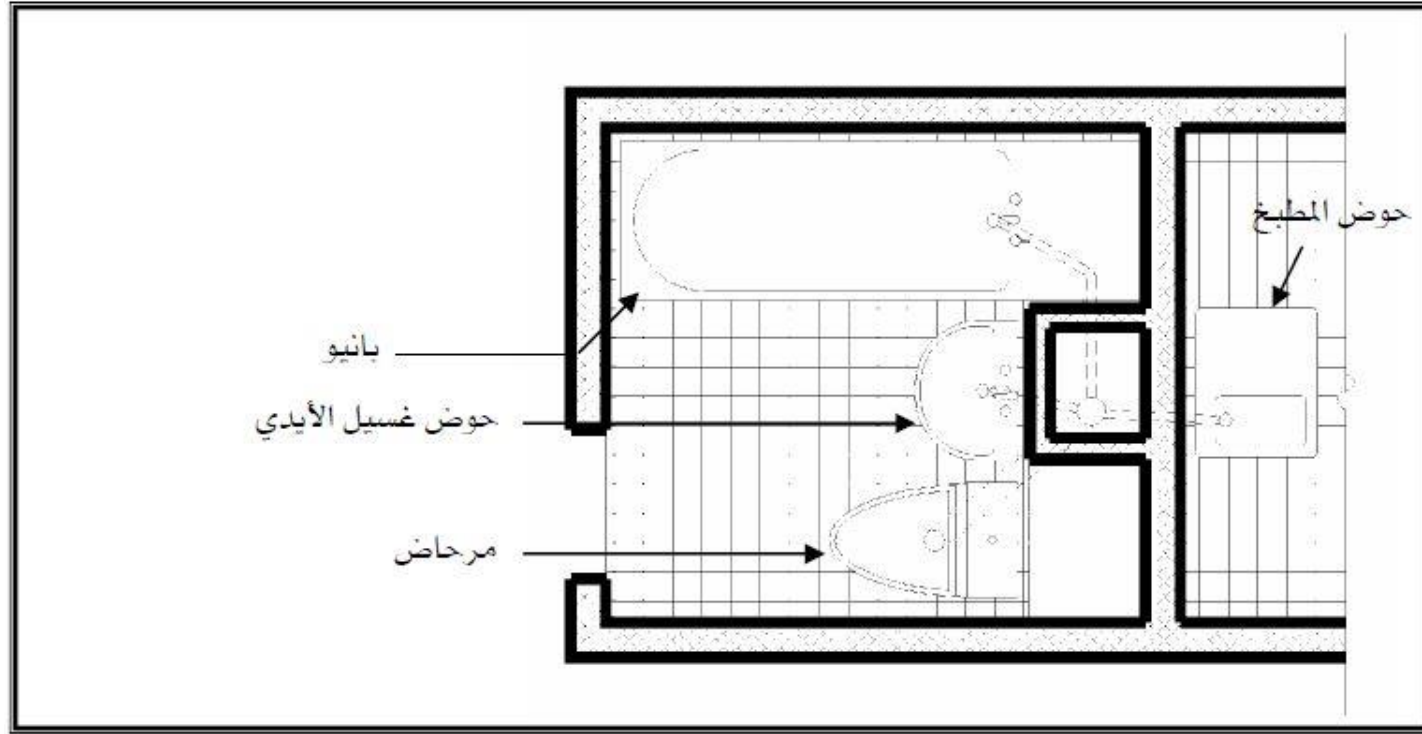 حوض المطبخ
بانيو
حوض غسيل الأيدي
مرحاض